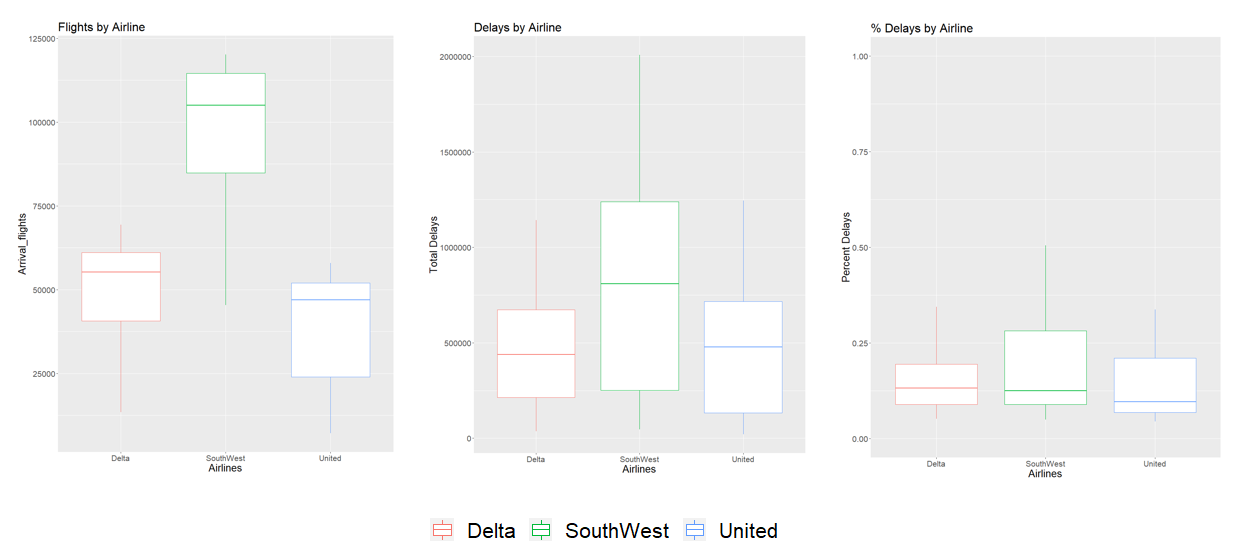 Flights by Airline
125000
100000
75000
50000
25000
Arrival_flights
Delta SouthWest United
Airlines
Delays by Airline
2000000
1500000
1000000
500000
0
Total Delays
Delta SouthWest United
Airlines
% Delays by Airline
1.00
0.75
0.50
0.25
0.00
Percent Delays
Delta SouthWest United
Airlines
Delta SouthWest United